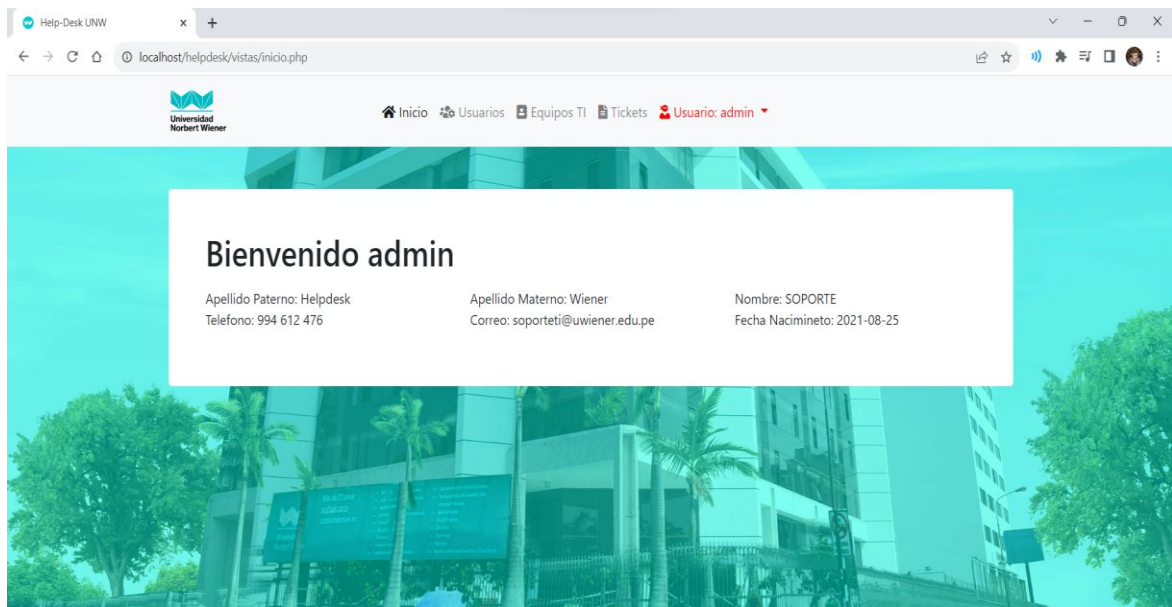 Help-Desk UNW
localhost/helpdesk/vistas/inicio.php
Universidad
Norbert Wiener
Inicio Usuarios Equipos TI Tickets Usuario: admin
Bienvenido admin
Apellido Paterno: Helpdesk Apellido Materno: Wiener Nombre: SOPORTE
Telefono: 994 612 476 Correo: soporteti@uwiener.edu.pe Fecha Nacimineto: 2021-08-25